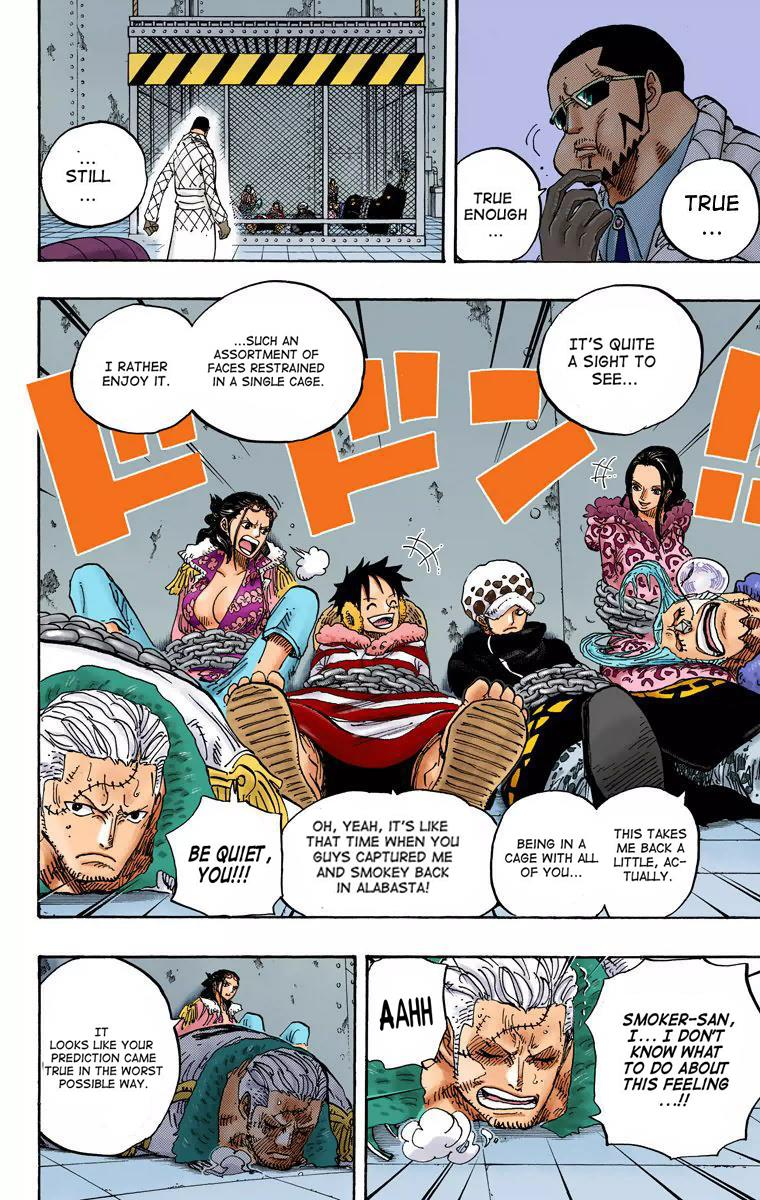 TRUE
...
TRUE
ENOUGH
...
...
STILL
...
IT'S QUITE
A SIGHT TO
SEE...
...SUCH AN
ASSORTMENT OF
FACES RESTRAINED
IN A SINGLE CAGE.
I RATHER
ENJOY IT.
ドドン!!
THIS TAKES
ME BACK
A LITTLE, AC-
TUALLY.
BEING IN A
CAGE WITH ALL
OF YOU...
OH, YEAH, IT'S LIKE
THAT TIME WHEN YOU
GUYS CAPTURED ME
AND SMOKEY BACK
IN ALABASTA!
BE QUIET,
YOU!!!
SMOKER-SAN,
I... I DON'T
KNOW WHAT
TO DO ABOUT
THIS FEELING
...!!
AAHH
IT
LOOKS LIKE YOUR
PREDICTION CAME
TRUE IN THE WORST
POSSIBLE WAY.